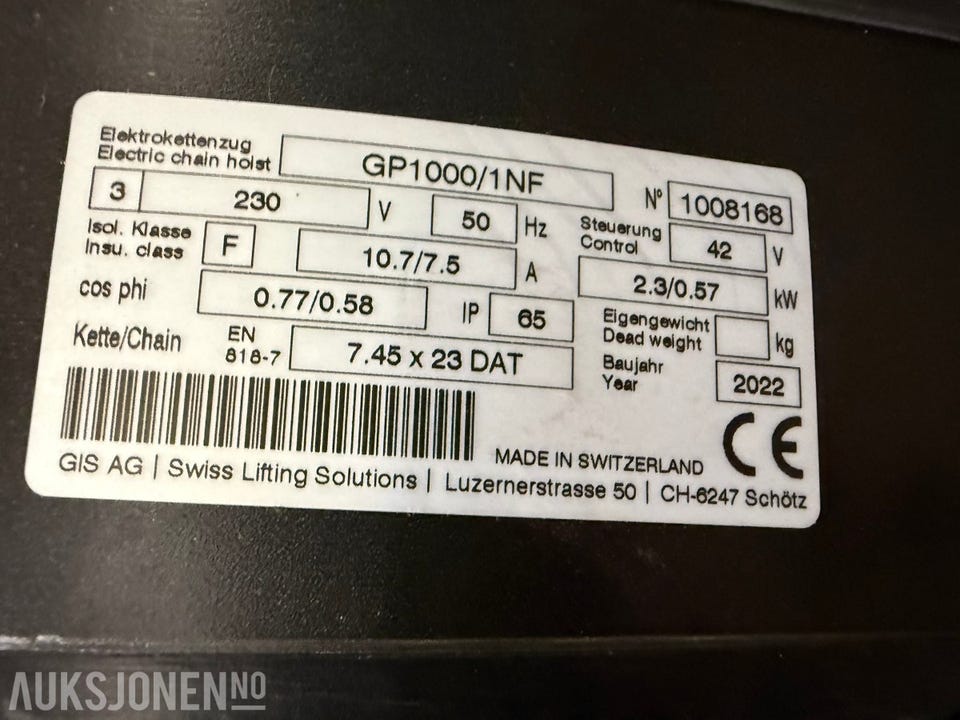 Elektrokettenzug
Electric chain hoist
GP1000/1NF
Nº 1008168
3 230 V 50 Hz
Steuerung
Control
42 V
Isol. Klasse
Insu. class
F 10.7/7.5 A
2.3/0.57 kW
cos phi 0.77/0.58 IP 65
Eigengewicht
Dead weight
kg
Kette/Chain EN
818-7
7.45 x 23 DAT
Baujahr
Year
2022
MADE IN SWITZERLAND CE
GIS AG | Swiss Lifting Solutions | Luzernerstrasse 50 | CH-6247 Schötz
AUKSJONEN.NO